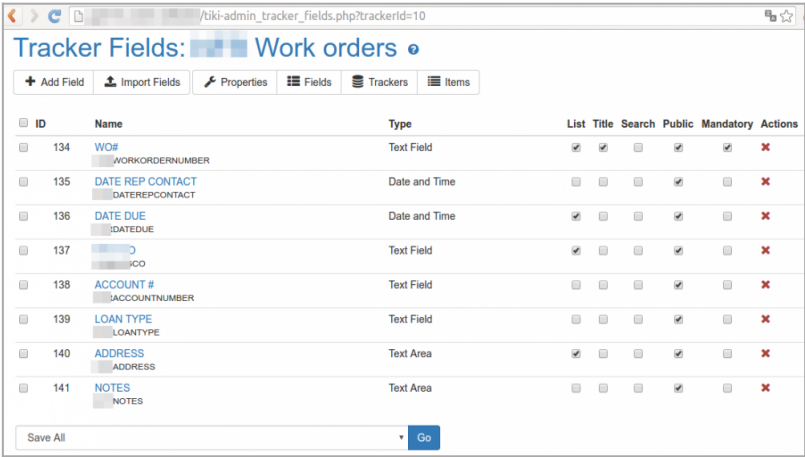 /tiki-admin_tracker_fields.php?trackerId=10
Tracker Fields: Work orders
Add Field Import Fields Properties Fields Trackers Items
ID Name Type List Title Search Public Mandatory Actions
134 WO# Text Field
WORKORDERNUMBER
135 DATE REP CONTACT Date and Time
DATEREPCONTACT
136 DATE DUE Date and Time
DATEDUE
137 Text Field
138 ACCOUNT # Text Field
ACCOUNTNUMBER
139 LOAN TYPE Text Field
LOANTYPE
140 ADDRESS Text Area
ADDRESS
141 NOTES Text Area
NOTES
Save All Go